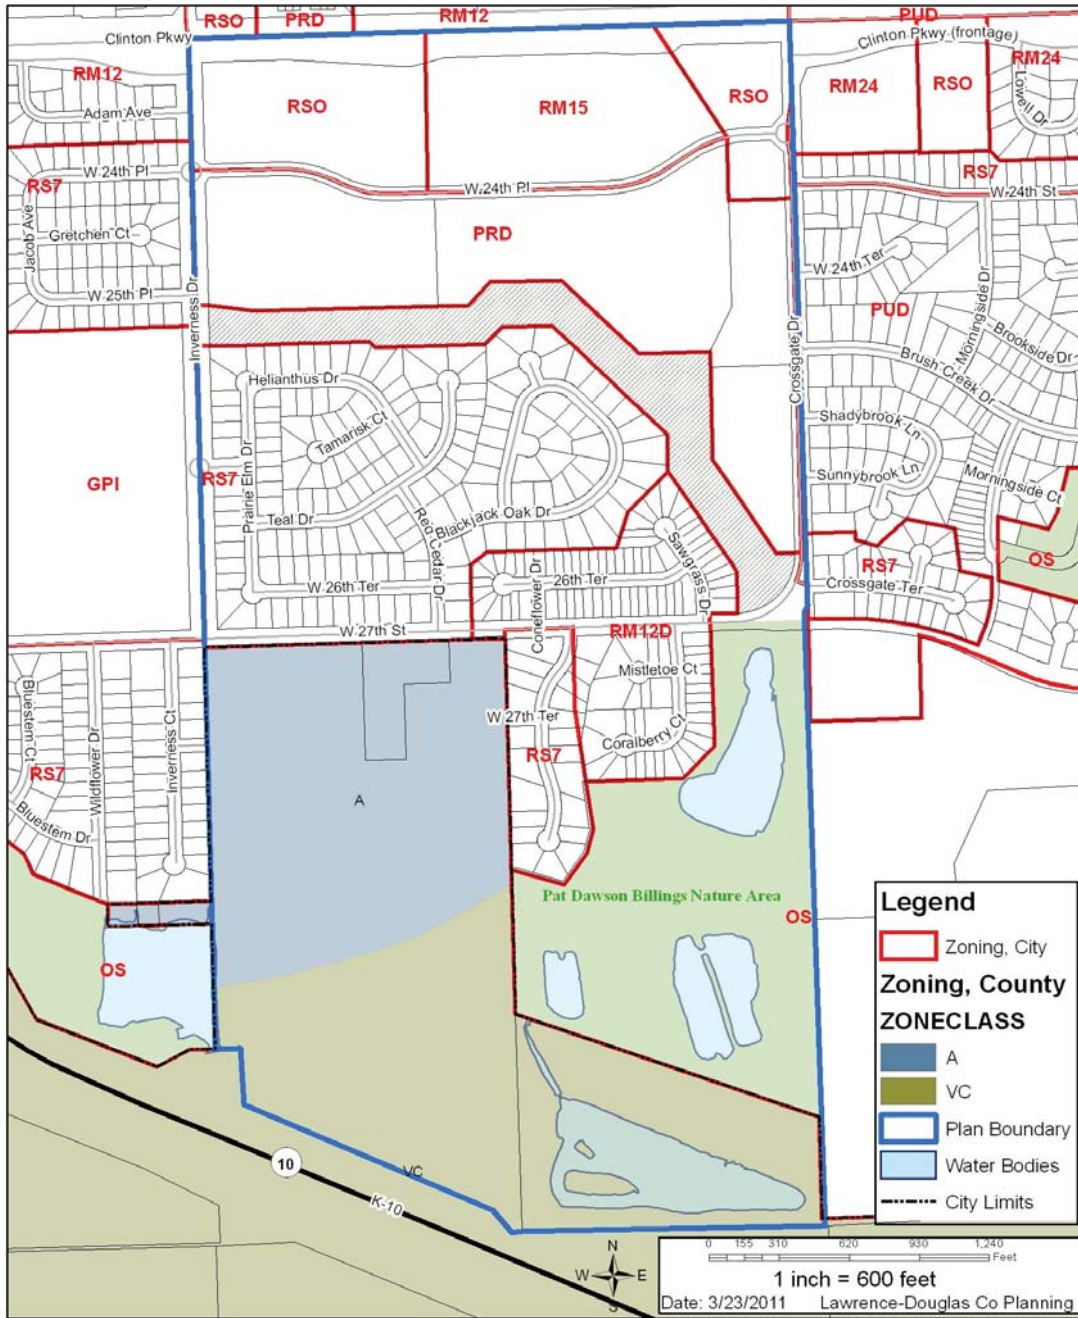 RSO
PRD
RM12
PUD
Clinton Pkwy
Clinton Pkwy (frontage)
RM12
RM24
RSO
RM24
Lowell Dr
RSO
RM15
RSO
Adam Ave
W 24th Pl
RS7
Jacob Ave
Gretchen Ct
W 25th Pl
Inverness Dr
W 24th Pl
PRD
RS7
W 24th St
W 24th Ter
PUD
Morningside Dr
Brookside Dr
Brush Creek Dr
Crossgate Dr
Shadybrook Ln
Sunnybrook Ln
Morningside Ct
OS
RS7
Crossgate Ter
GPI
RS7
Helianthus Dr
Tamarisk Ct
Prairie Elm Dr
Teal Dr
Red Cedar Dr
Blackjack Oak Dr
W 26th Ter
26th Ter
Coneflower Dr
Sawgrass Dr
W 27th St
RM12D
Mistletoe Ct
W 27th Ter
Coralberry Ct
RS7
Bluestem Ct
RS7
Wildflower Dr
Inverness Ct
Bluestem Dr
A
Pat Dawson Billings Nature Area
OS
OS
VC
10
K-10
Legend
Zoning, City
Zoning, County
ZONECLASS
A
VC
Plan Boundary
Water Bodies
City Limits
N
W E
S
0 155 310 620 930 1,240
Feet
1 inch = 600 feet
Date: 3/23/2011 Lawrence-Douglas Co Planning